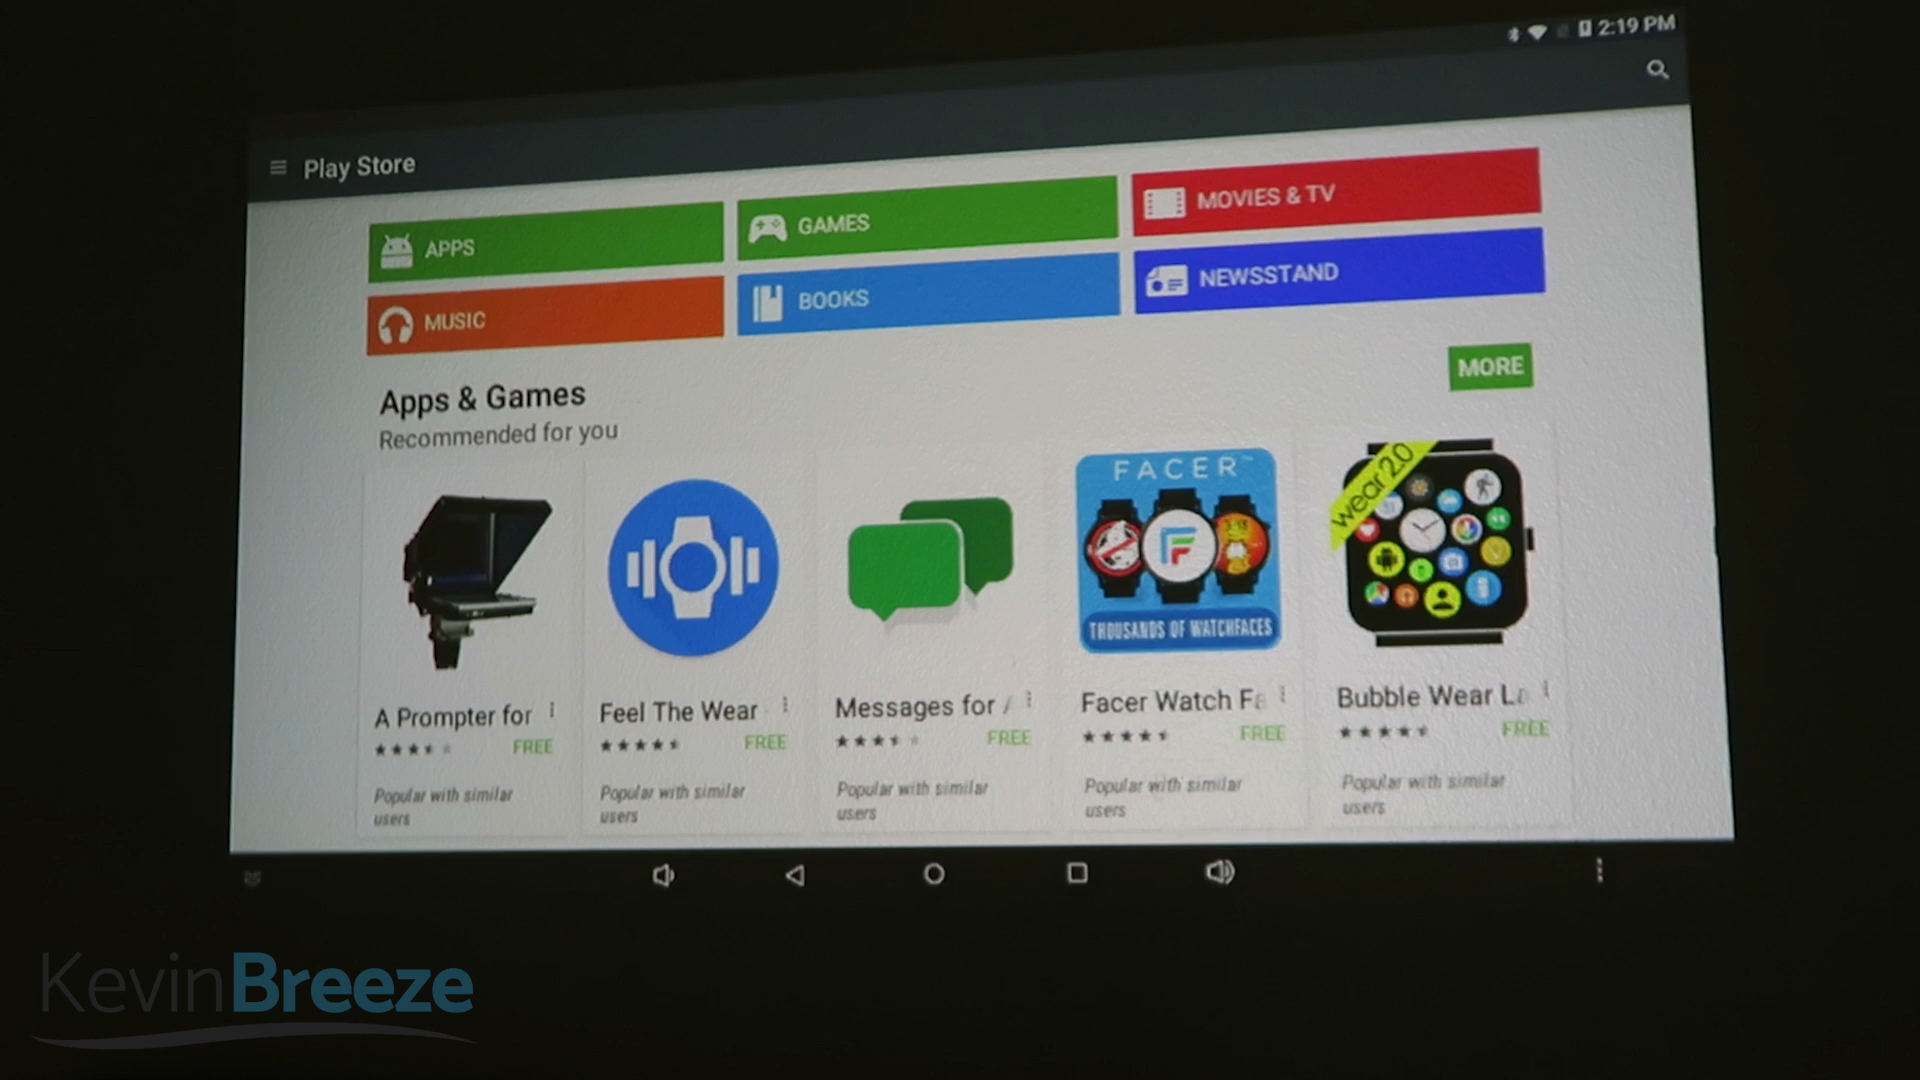 2:19 PM
Play Store
APPS
GAMES
MOVIES & TV
MUSIC
BOOKS
NEWSSTAND
MORE
Apps & Games
Recommended for you
FACER
THOUSANDS OF WATCHFACES
wear 2.0
A Prompter for
FREE
Popular with similar
users
Feel The Wear
FREE
Popular with similar
users
Messages for
FREE
Popular with similar
users
Facer Watch Fa
FREE
Popular with similar
users
Bubble Wear La
FREE
Popular with similar
users
KevinBreeze